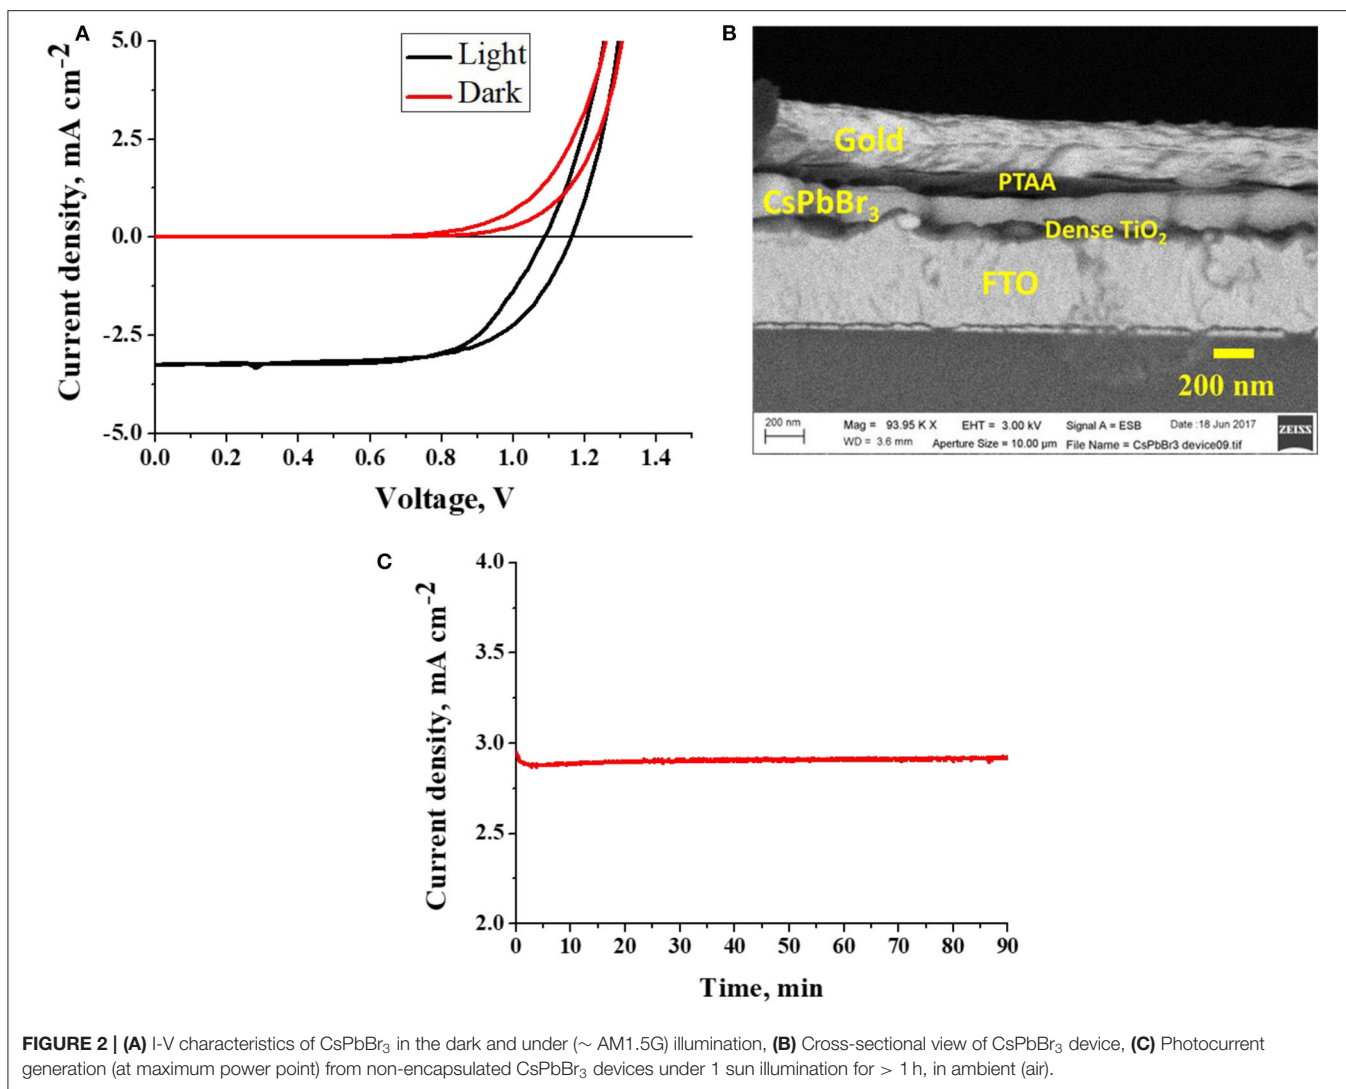 A
5.0
2.5
0.0
-2.5
-5.0
Current density, mA cm-2
Light
Dark
0.0 0.2 0.4 0.6 0.8 1.0 1.2 1.4
Voltage, V
B
Gold
PTAA
CsPbBr3
Dense TiO2
FTO
200 nm
200 nm
Mag = 93.95 K X EHT = 3.00 kV Signal A = ESB Date :18 Jun 2017
WD = 3.6 mm Aperture Size = 10.00 µm File Name = CsPbBr3 device09.tif
ZEISS
C
4.0
3.5
3.0
2.5
2.0
Current density, mA cm-2
0 10 20 30 40 50 60 70 80 90
Time, min
FIGURE 2 | (A) I-V characteristics of CsPbBr3 in the dark and under (∼ AM1.5G) illumination, (B) Cross-sectional view of CsPbBr3 device, (C) Photocurrent
generation (at maximum power point) from non-encapsulated CsPbBr3 devices under 1 sun illumination for > 1 h, in ambient (air).